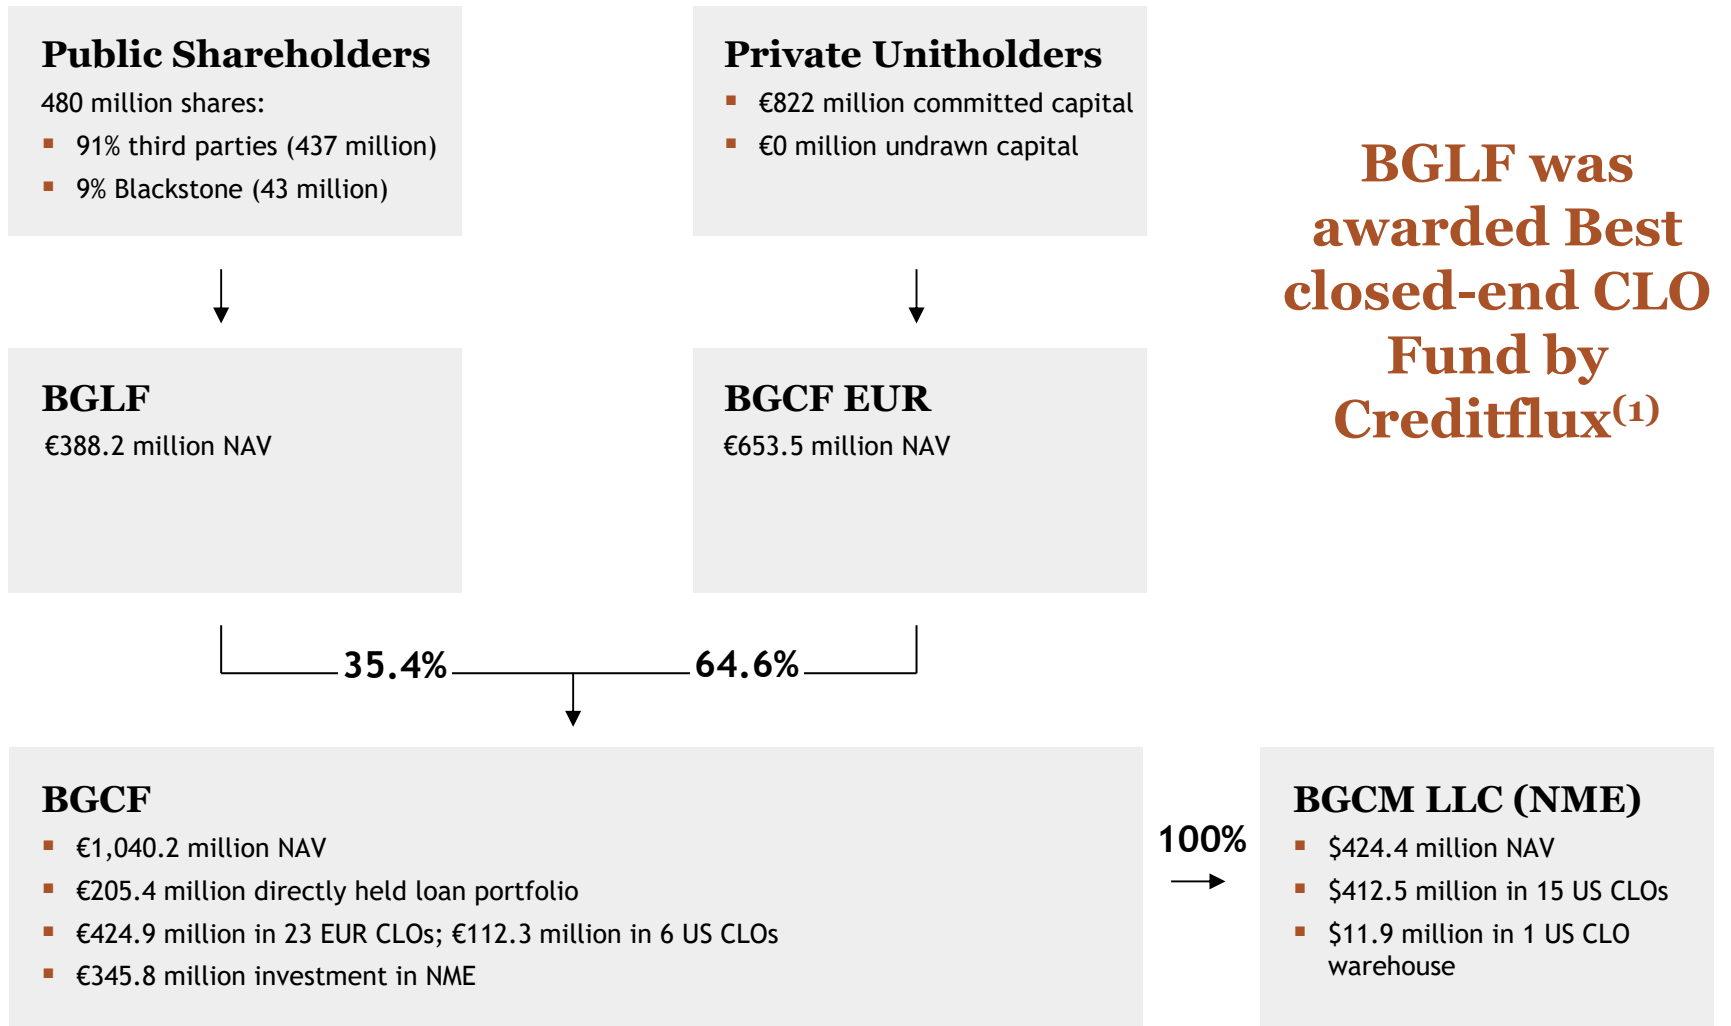 Public Shareholders
480 million shares:
▪ 91% third parties (437 million)
▪ 9% Blackstone (43 million)
Private Unitholders
▪ €822 million committed capital
▪ €0 million undrawn capital
BGLF was
awarded Best
closed-end CLO
Fund by
Creditflux(1)
BGLF
€388.2 million NAV
BGCF EUR
€653.5 million NAV
35.4%
64.6%
BGCF
▪ €1,040.2 million NAV
▪ €205.4 million directly held loan portfolio
▪ €424.9 million in 23 EUR CLOs; €112.3 million in 6 US CLOs
▪ €345.8 million investment in NME
100%
BGCM LLC (NME)
▪ $424.4 million NAV
▪ $412.5 million in 15 US CLOs
▪ $11.9 million in 1 US CLO
warehouse